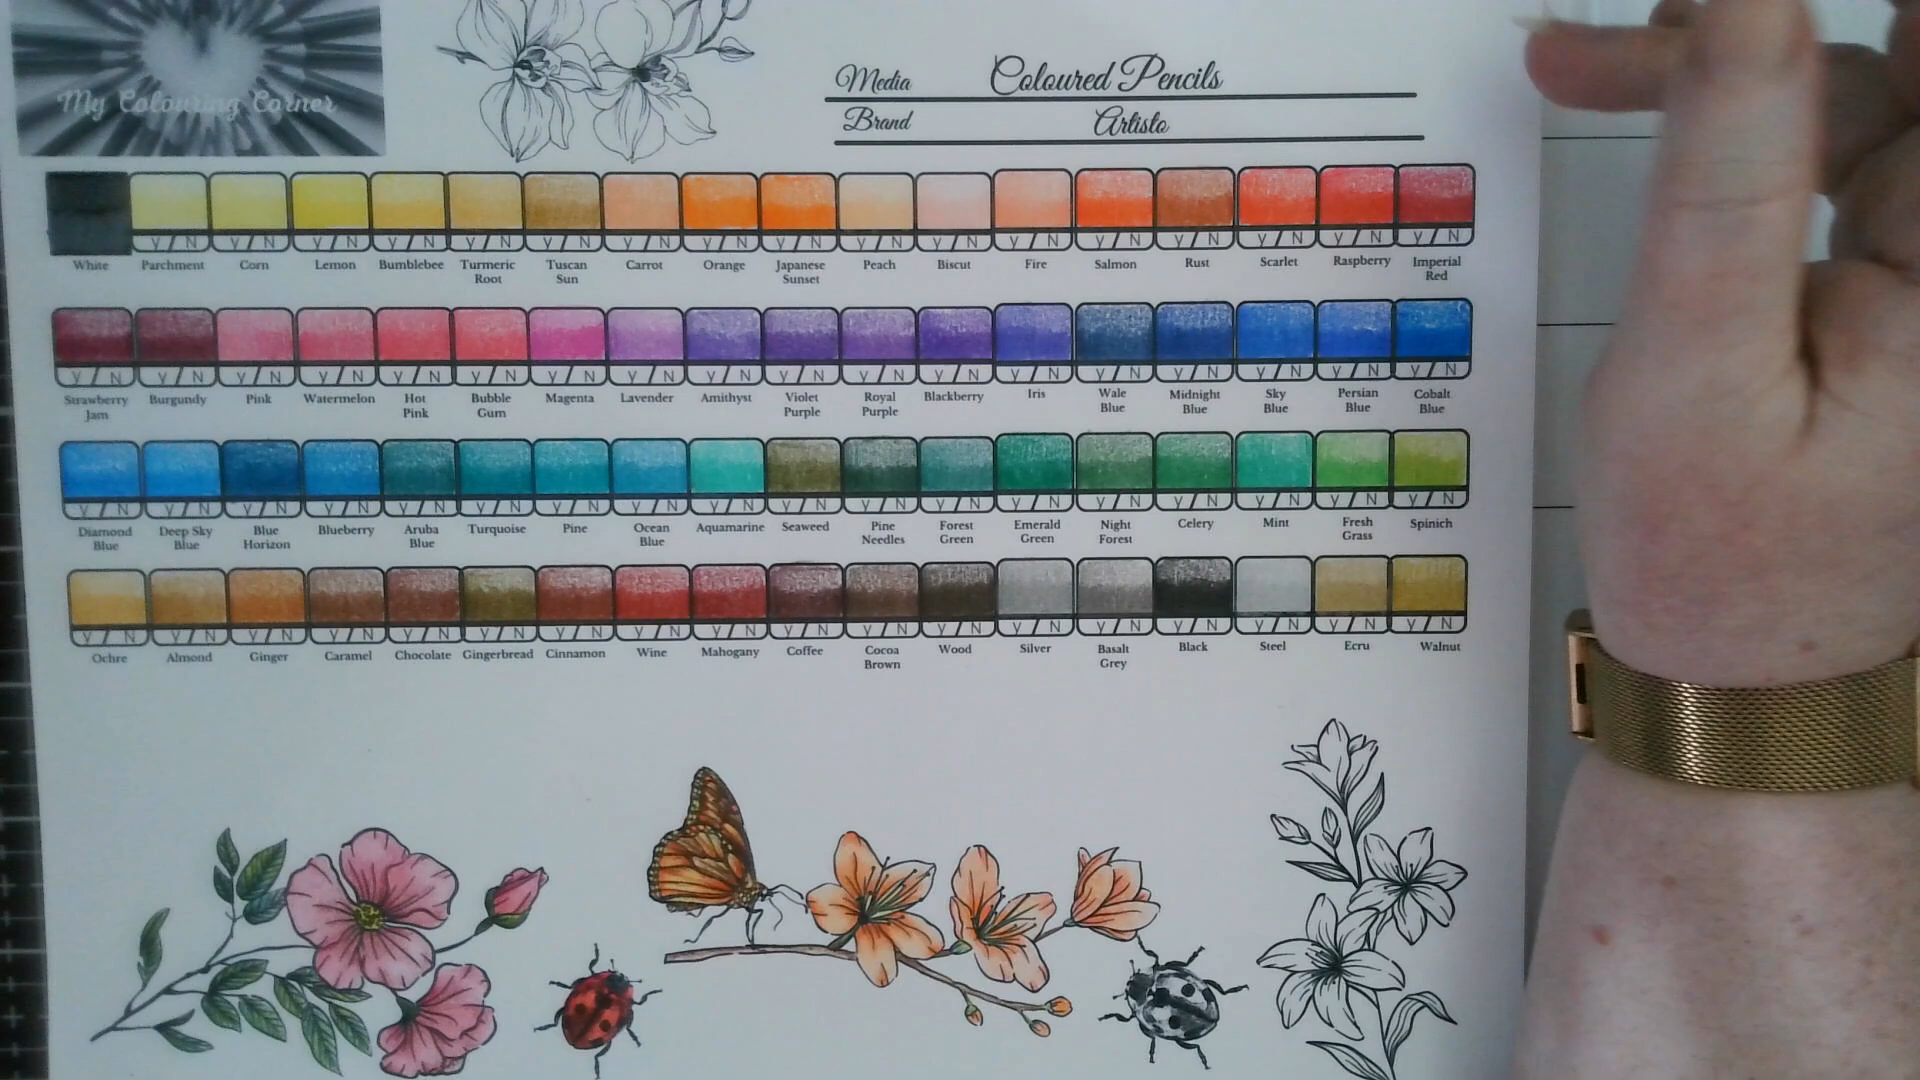 My Colouring Corner
Media Coloured Pencils
Brand Artisto
Y / N Y / N Y / N Y / N Y / N Y / N Y / N Y / N Y / N Y / N Y / N Y / N Y / N Y / N Y / N Y / N Y / N
White Parchment Corn Lemon Bumblebee Turmeric Root Tuscan Sun Carrot Orange Japanese Sunset Peach Biscut Fire Salmon Rust Scarlet Raspberry Imperial Red
Y / N Y / N Y / N Y / N Y / N Y / N Y / N Y / N Y / N Y / N Y / N Y / N Y / N Y / N Y / N Y / N Y / N Y / N
Strawberry Jam Burgundy Pink Watermelon Hot Pink Bubble Gum Magenta Lavender Amithyst Violet Purple Royal Purple Blackberry Iris Wale Blue Midnight Blue Sky Blue Persian Blue Cobalt Blue
Y / N Y / N Y / N Y / N Y / N Y / N Y / N Y / N Y / N Y / N Y / N Y / N Y / N Y / N Y / N Y / N Y / N Y / N
Diamond Blue Deep Sky Blue Blue Horizon Blueberry Aruba Blue Turquoise Pine Ocean Blue Aquamarine Seaweed Pine Needles Forest Green Emerald Green Night Forest Celery Mint Fresh Grass Spinich
Y / N Y / N Y / N Y / N Y / N Y / N Y / N Y / N Y / N Y / N Y / N Y / N Y / N Y / N Y / N Y / N Y / N Y / N
Ochre Almond Ginger Caramel Chocolate Gingerbread Cinnamon Wine Mahogany Coffee Cocoa Brown Wood Silver Basalt Grey Black Steel Ecru Walnut